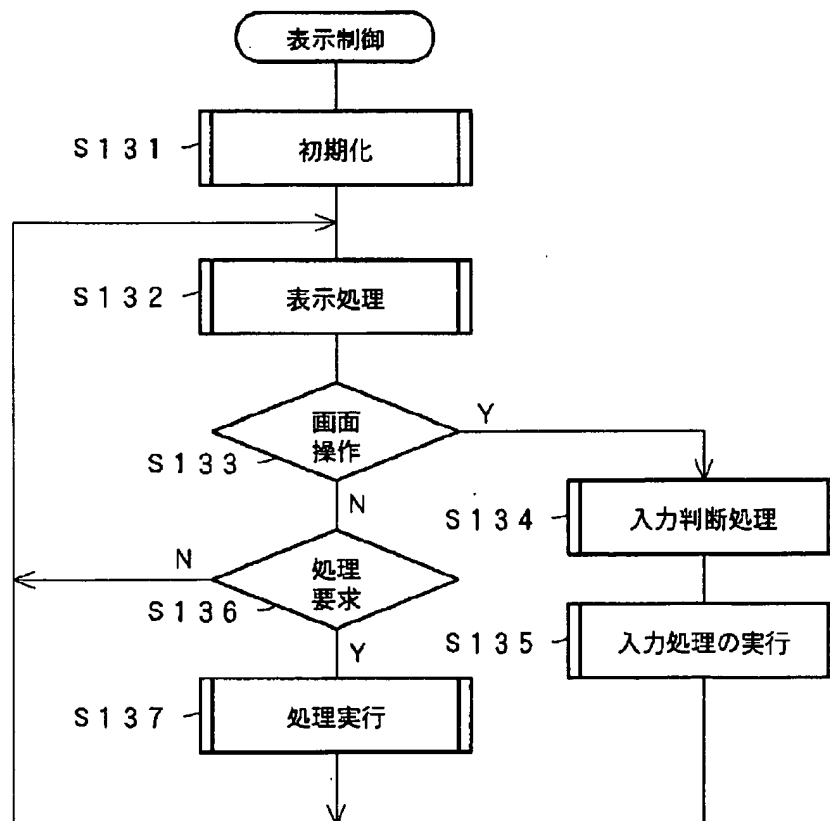 表示制御
S131
初期化
S132
表示処理
画面
操作
S133
Y
N
S134
入力判断処理
処理
要求
S136
N
Y
S135
入力処理の実行
S137
処理実行